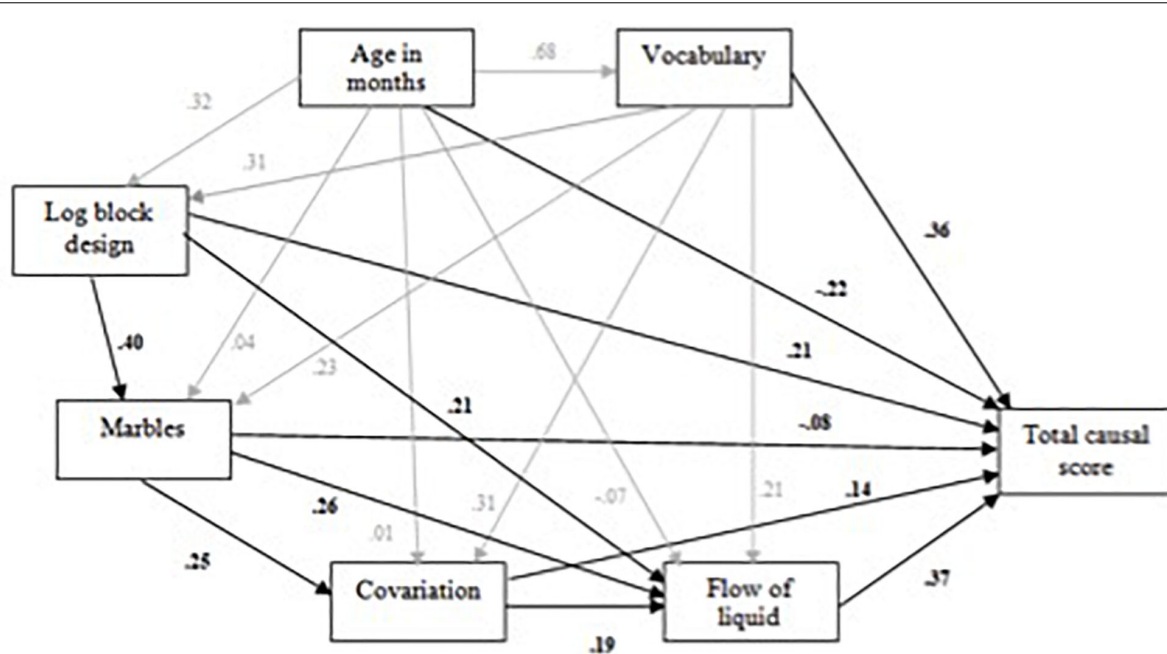 Age in
months
.68
Vocabulary
.32
.31
Log block
design
.36
-.22
.40
.04
.21
.23
.21
Marbles
-.08
Total causal
score
.26
.31
-.07
.21
.14
.01
.25
Covariation
Flow of
liquid
.37
.19